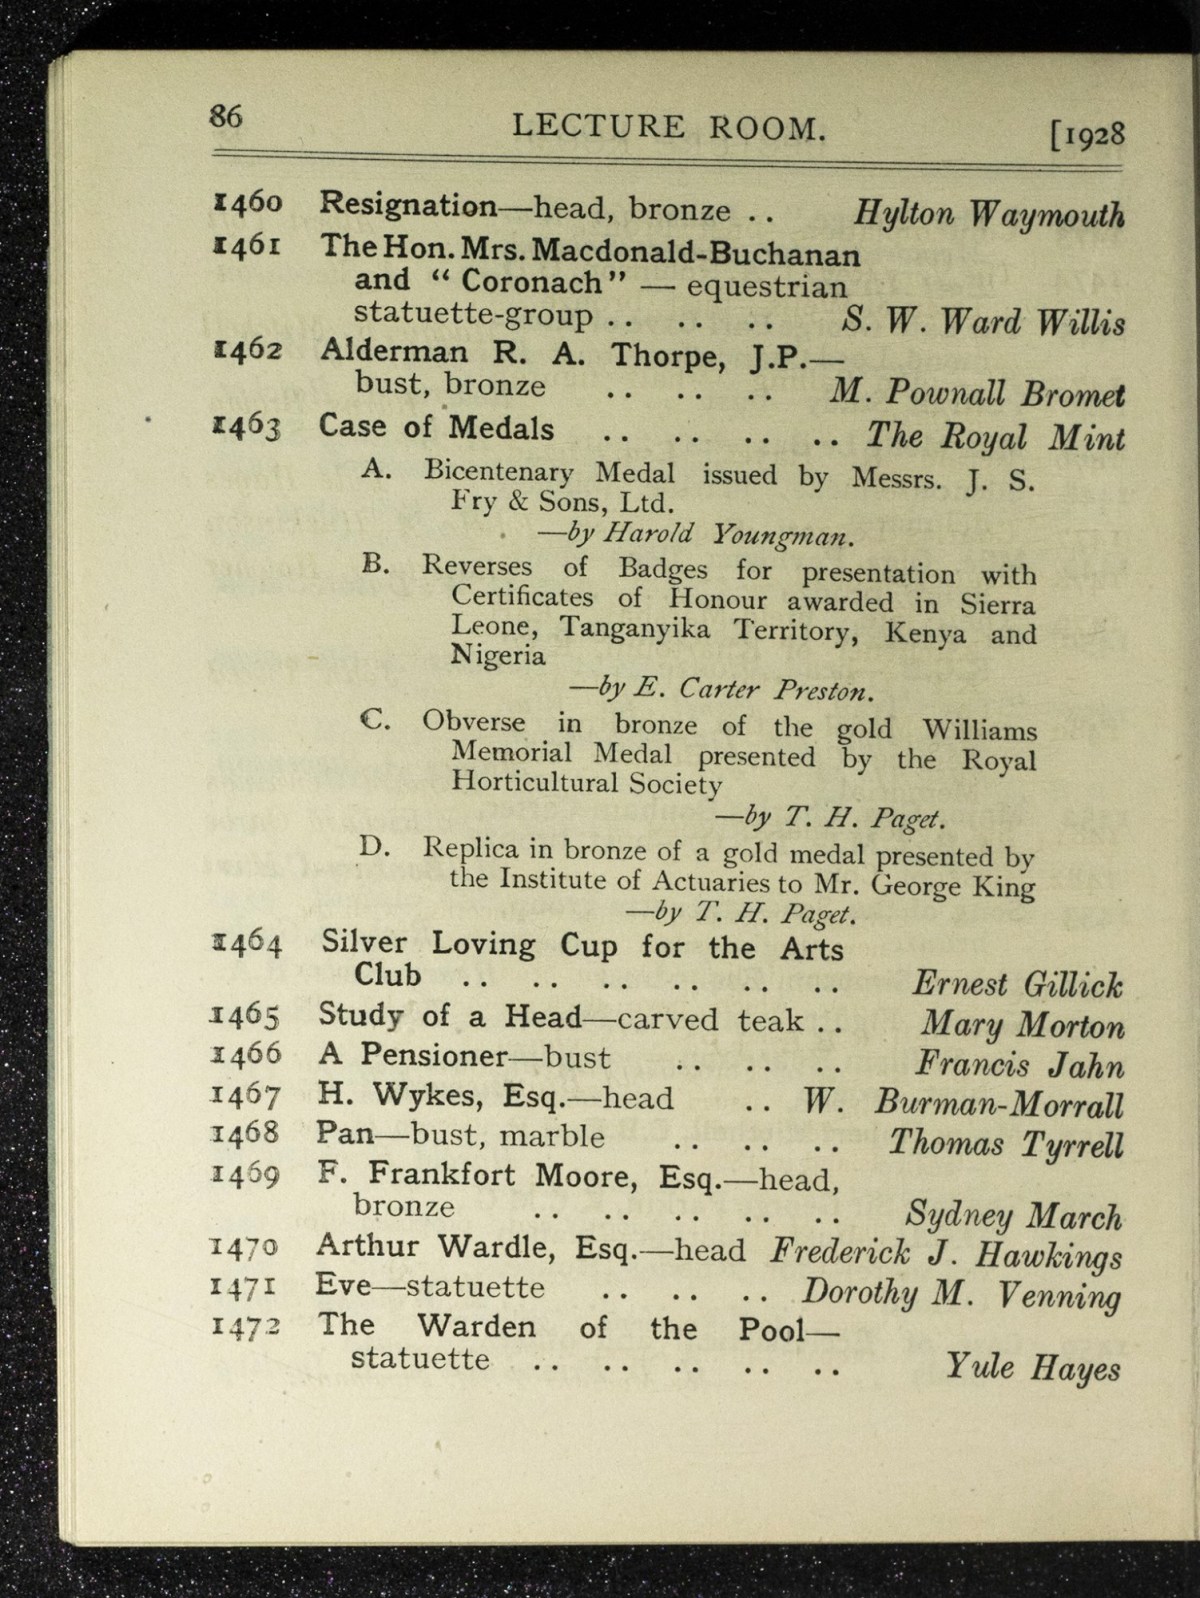 86 LECTURE ROOM. [1928
1460 Resignation—head, bronze .. Hylton Waymouth
1461 The Hon. Mrs. Macdonald-Buchanan
and “ Coronach ” — equestrian
statuette-group .. .. .. S. W. Ward Willis
1462 Alderman R. A. Thorpe, J.P.—
bust, bronze .. .. .. M. Pownall Bromet
1463 Case of Medals .. .. .. .. The Royal Mint
A. Bicentenary Medal issued by Messrs. J. S.
Fry & Sons, Ltd.
—by Harold Youngman.
B. Reverses of Badges for presentation with
Certificates of Honour awarded in Sierra
Leone, Tanganyika Territory, Kenya and
Nigeria
—by E. Carter Preston.
C. Obverse in bronze of the gold Williams
Memorial Medal presented by the Royal
Horticultural Society
—by T. H. Paget.
D. Replica in bronze of a gold medal presented by
the Institute of Actuaries to Mr. George King
—by T. H. Paget.
1464 Silver Loving Cup for the Arts
Club .. .. .. .. .. .. Ernest Gillick
1465 Study of a Head—carved teak .. Mary Morton
1466 A Pensioner—bust .. .. .. Francis Jahn
1467 H. Wykes, Esq.—head .. W. Burman-Morrall
1468 Pan—bust, marble .. .. .. Thomas Tyrrell
1469 F. Frankfort Moore, Esq.—head,
bronze .. .. .. .. .. Sydney March
1470 Arthur Wardle, Esq.—head Frederick J. Hawkings
1471 Eve—statuette .. .. .. Dorothy M. Venning
1472 The Warden of the Pool—
statuette .. .. .. .. .. Yule Hayes